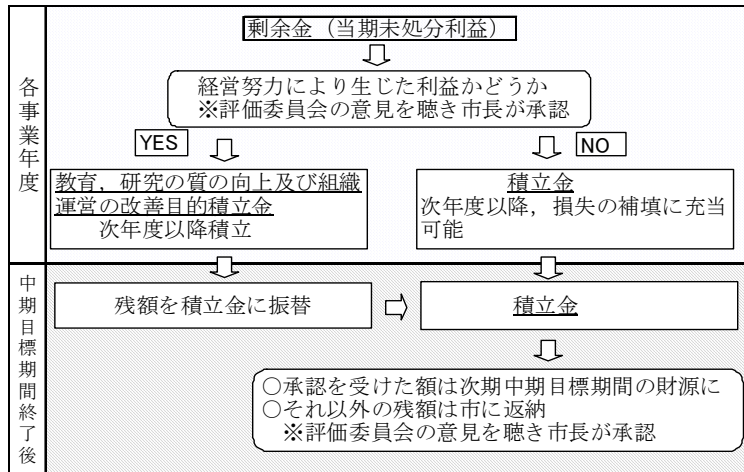 剰余金（当期未処分利益）
各事業年度
経営努力により生じた利益かどうか
※評価委員会の意見を聴き市長が承認
YES
NO
教育，研究の質の向上及び組織
運営の改善目的積立金
次年度以降積立
積立金
次年度以降，損失の補填に充当
可能
中期目標期間終了後
残額を積立金に振替
積立金
○承認を受けた額は次期中期目標期間の財源に
○それ以外の残額は市に返納
※評価委員会の意見を聴き市長が承認